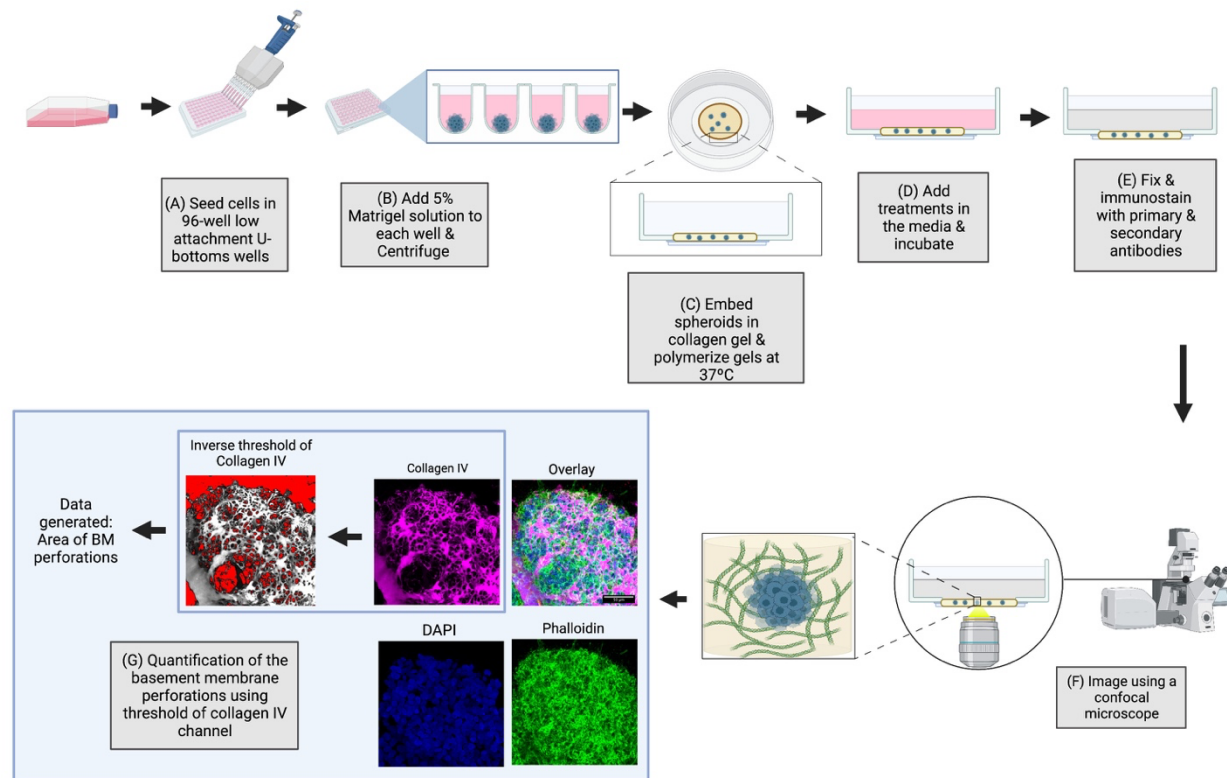 (A) Seed cells in
96-well low
attachment U-
bottoms wells
(B) Add 5%
Matrigel solution to
each well &
Centrifuge
(C) Embed
spheroids in
collagen gel &
polymerize gels at
37ºC
(D) Add
treatments in
the media &
incubate
(E) Fix &
immunostain
with primary &
secondary
antibodies
(F) Image using a
confocal
microscope
Inverse threshold of
Collagen IV
Collagen IV
Overlay
Data
generated:
Area of BM
perforations
DAPI
Phalloidin
(G) Quantification of the
basement membrane
perforations using
threshold of collagen IV
channel